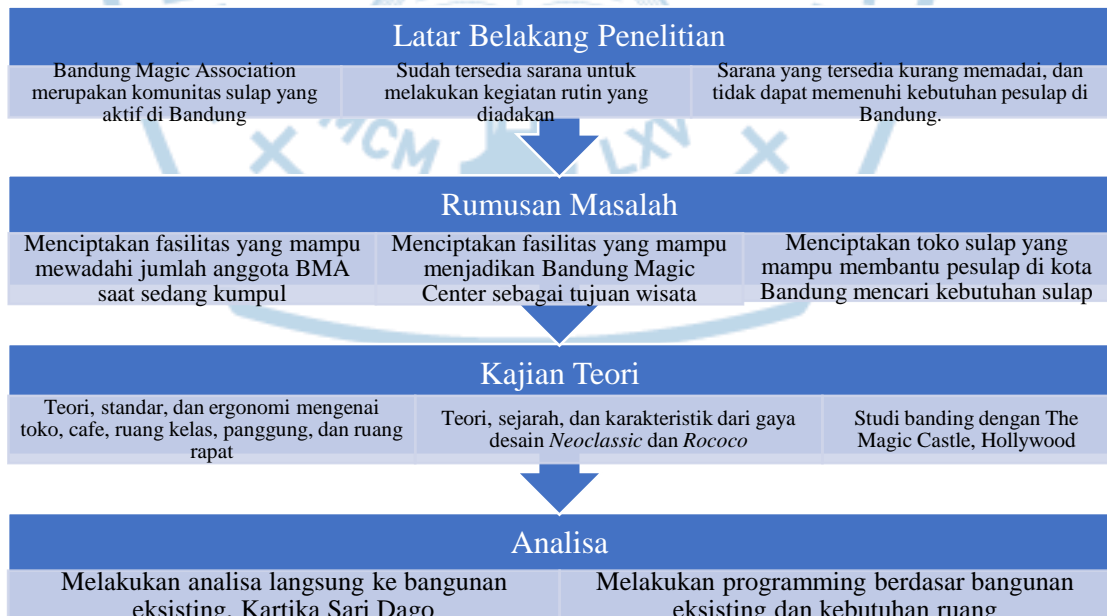 Latar Belakang Penelitian
Bandung Magic Association
merupakan komunitas sulap yang
aktif di Bandung
Sudah tersedia sarana untuk
melakukan kegiatan rutin yang
diadakan
Sarana yang tersedia kurang memadai, dan
tidak dapat memenuhi kebutuhan pesulap di
Bandung.
MCM
LXV
Rumusan Masalah
Menciptakan fasilitas yang mampu
mewadahi jumlah anggota BMA
saat sedang kumpul
Menciptakan fasilitas yang mampu
menjadikan Bandung Magic
Center sebagai tujuan wisata
Menciptakan toko sulap yang
mampu membantu pesulap di kota
Bandung mencari kebutuhan sulap
Kajian Teori
Teori, standar, dan ergonomi mengenai
toko, cafe, ruang kelas, panggung, dan ruang
rapat
Teori, sejarah, dan karakteristik dari gaya
desain Neoclassic dan Rococo
Studi banding dengan The
Magic Castle, Hollywood
Analisa
Melakukan analisa langsung ke bangunan
eksisting, Kartika Sari Dago
Melakukan programming berdasar bangunan
eksisting dan kebutuhan ruang